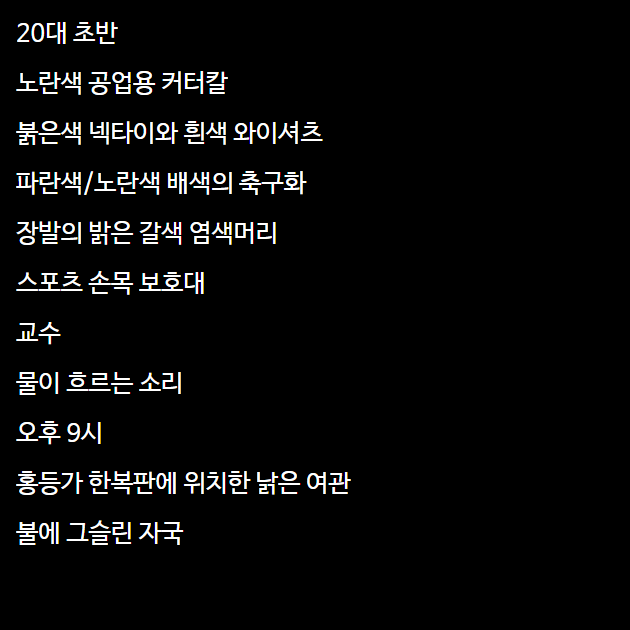 20대 초반
노란색 공업용 커터칼
붉은색 넥타이와 흰색 와이셔츠
파란색/노란색 배색의 축구화
장발의 밝은 갈색 염색머리
스포츠 손목 보호대
교수
물이 흐르는 소리
오후 9시
홍등가 한복판에 위치한 낡은 여관
불에 그슬린 자국